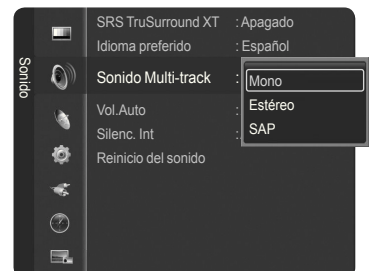 Sonido
SRS TruSurround XT : Apagado
Idioma preferido : Español
Sonido Multi-track :
Mono
Estéreo
SAP
Vol.Auto :
Silenc. Int :
Reinicio del sonido